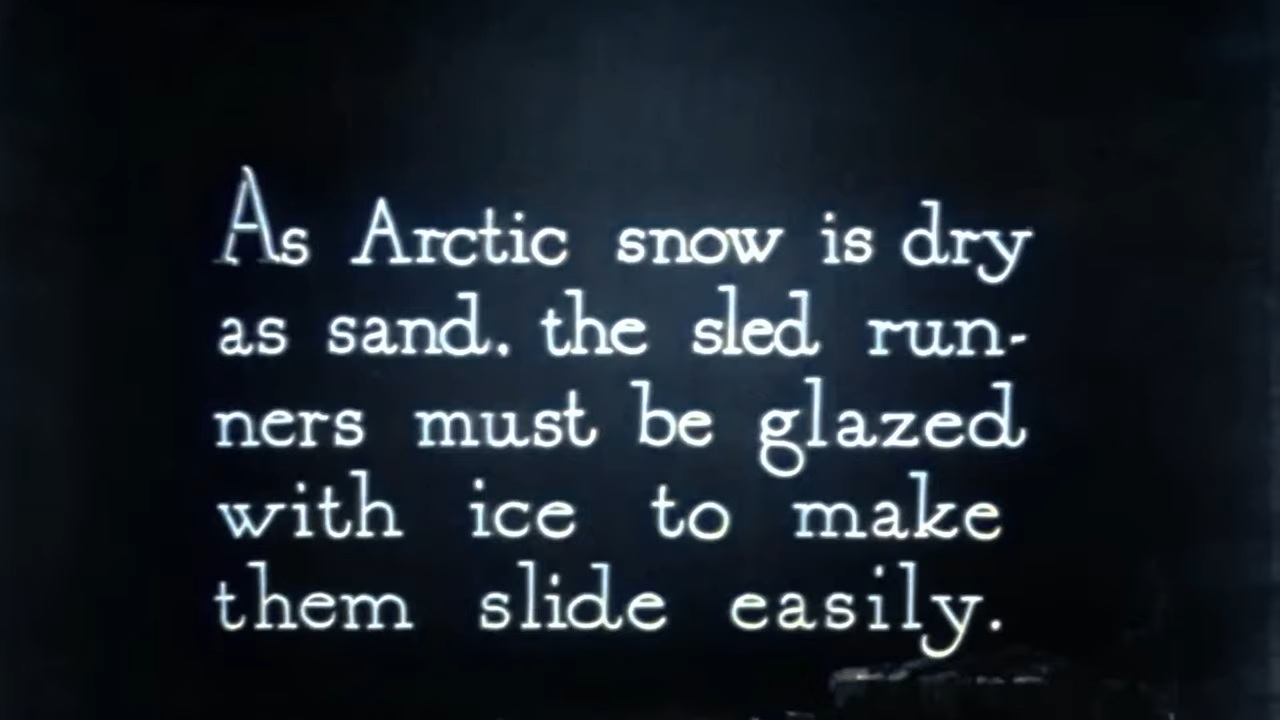 As Arctic snow is dry
as sand, the sled run-
ners must be glazed
with ice to make
them slide easily.